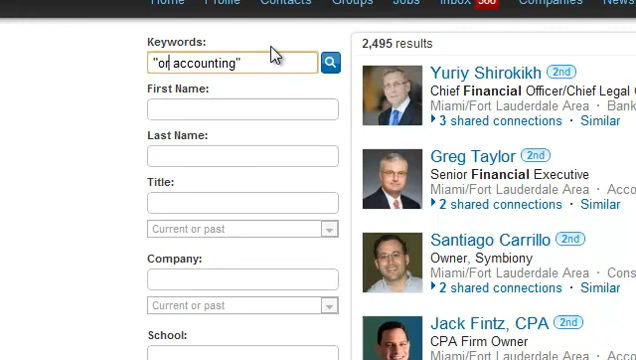 Home Profile Contacts Groups Jobs Inbox 566 Companies News
Keywords:
"or accounting"
First Name:
Last Name:
Title:
Current or past
Company:
Current or past
School:
2,495 results
Yuriy Shirokikh 2nd
Chief Financial Officer/Chief Legal
Miami/Fort Lauderdale Area · Bank
3 shared connections · Similar
Greg Taylor 2nd
Senior Financial Executive
Miami/Fort Lauderdale Area · Acco
2 shared connections · Similar
Santiago Carrillo 2nd
Owner, Symbiony
Miami/Fort Lauderdale Area · Cons
2 shared connections · Similar
Jack Fintz, CPA 2nd
CPA Firm Owner
Miami/Fort Lauderdale Area · Acco